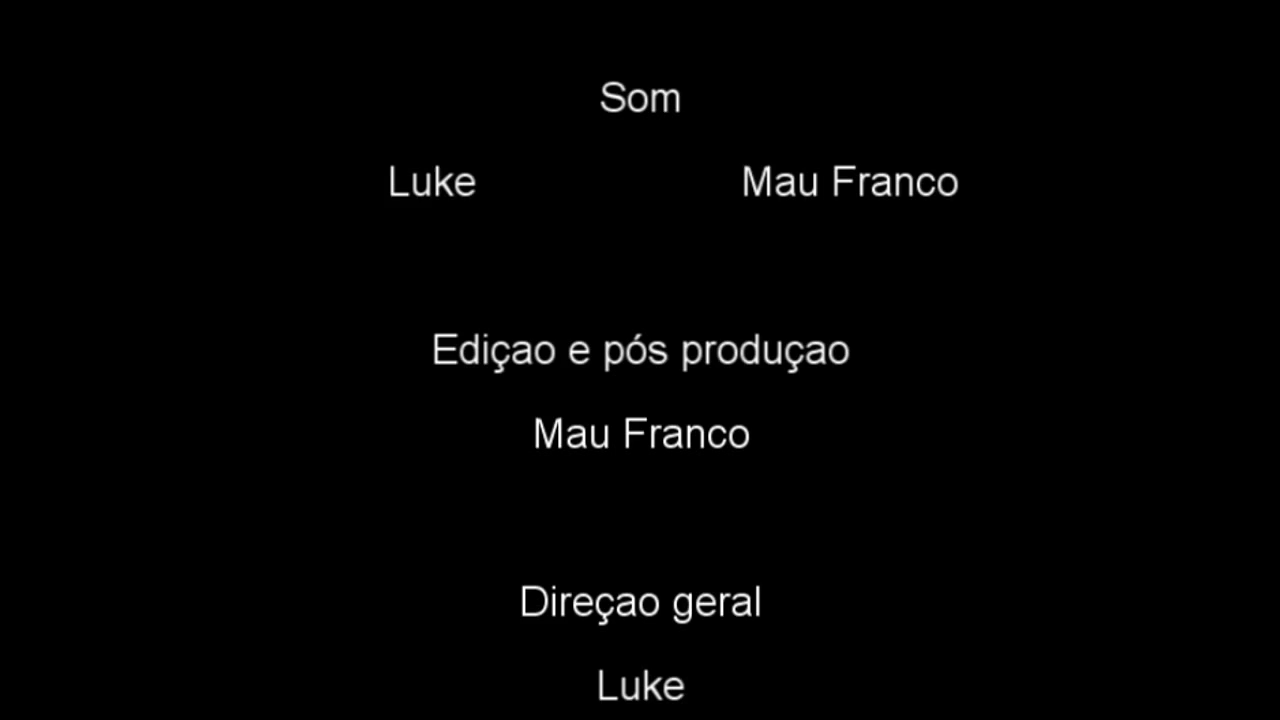 Som
Luke Mau Franco
Ediçao e pós produçao
Mau Franco
Direçao geral
Luke